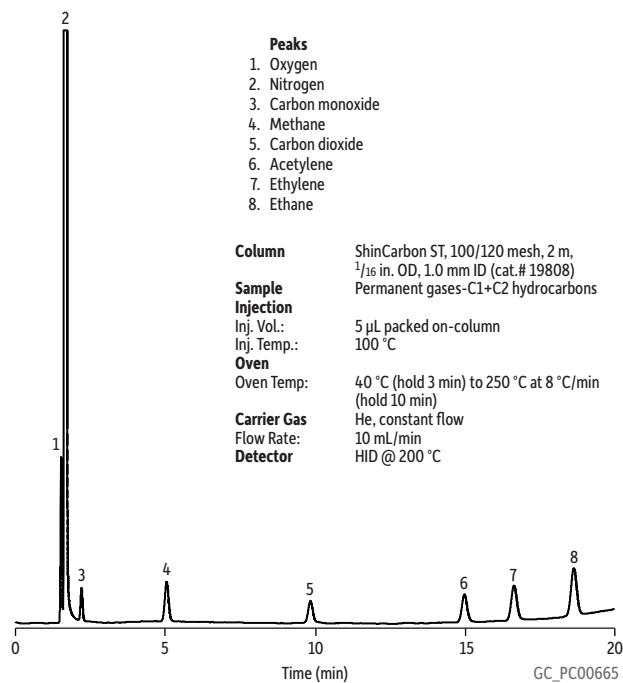 2
Peaks
1. Oxygen
2. Nitrogen
3. Carbon monoxide
4. Methane
5. Carbon dioxide
6. Acetylene
7. Ethylene
8. Ethane
Column ShinCarbon ST, 100/120 mesh, 2 m,
1/16 in. OD, 1.0 mm ID (cat.# 19808)
Sample Permanent gases-C1+C2 hydrocarbons
Injection
Inj. Vol.: 5 µL packed on-column
Inj. Temp.: 100 °C
Oven
Oven Temp: 40 °C (hold 3 min) to 250 °C at 8 °C/min
(hold 10 min)
Carrier Gas He, constant flow
Flow Rate: 10 mL/min
Detector HID @ 200 °C
1
3 4 5 6 7 8
0 5 10 15 20
Time (min)
GC_PC00665